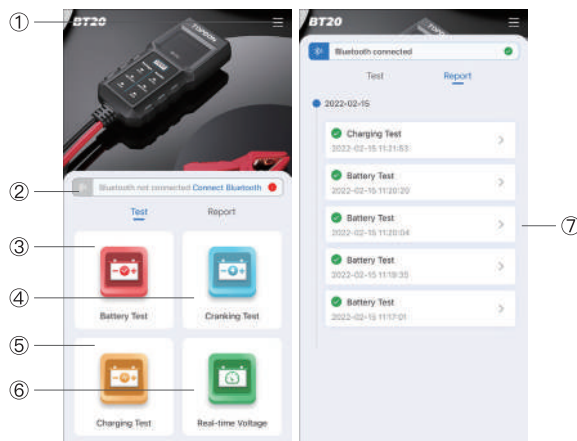 ①
BT20
②
Bluetooth not connected Connect Bluetooth
Test Report
③
④
Battery Test Cranking Test
⑤
⑥
Charging Test Real-time Voltage
BT20
TOPDON
Bluetooth connected
Test Report
2022-02-15
Charging Test
2022-02-15 11:21:53
Battery Test
2022-02-15 11:20:20
Battery Test
2022-02-15 11:20:04
⑦
Battery Test
2022-02-15 11:19:35
Battery Test
2022-02-15 11:17:01